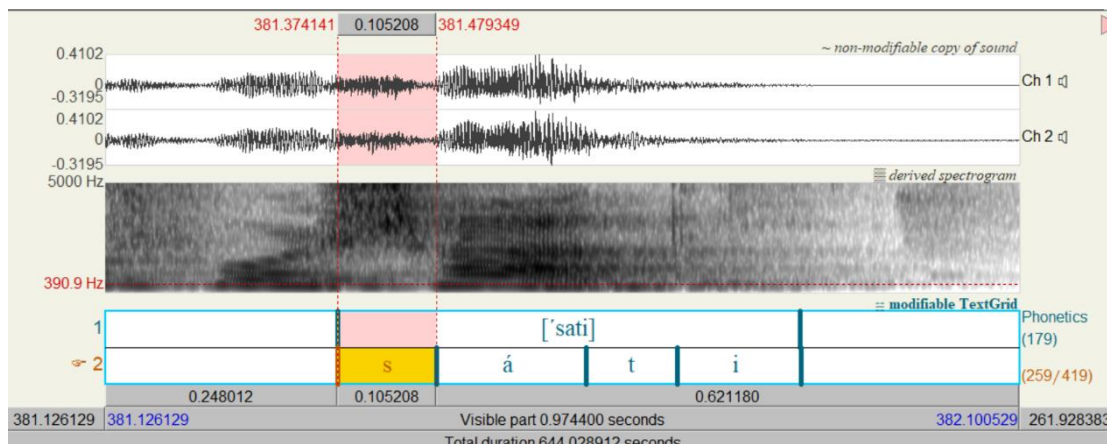 381.374141 0.105208 381.479349
~ non-modifiable copy of sound
0.4102
0
-0.3195
Ch 1
0.4102
0
-0.3195
Ch 2
5000 Hz
derived spectrogram
390.9 Hz
modifiable TextGrid
1 [´sati] Phonetics
(179)
2 s á t i (259/419)
0.248012 0.105208 0.621180
381.126129 381.126129 Visible part 0.974400 seconds 382.100529 261.928383
Total duration 644.028912 seconds